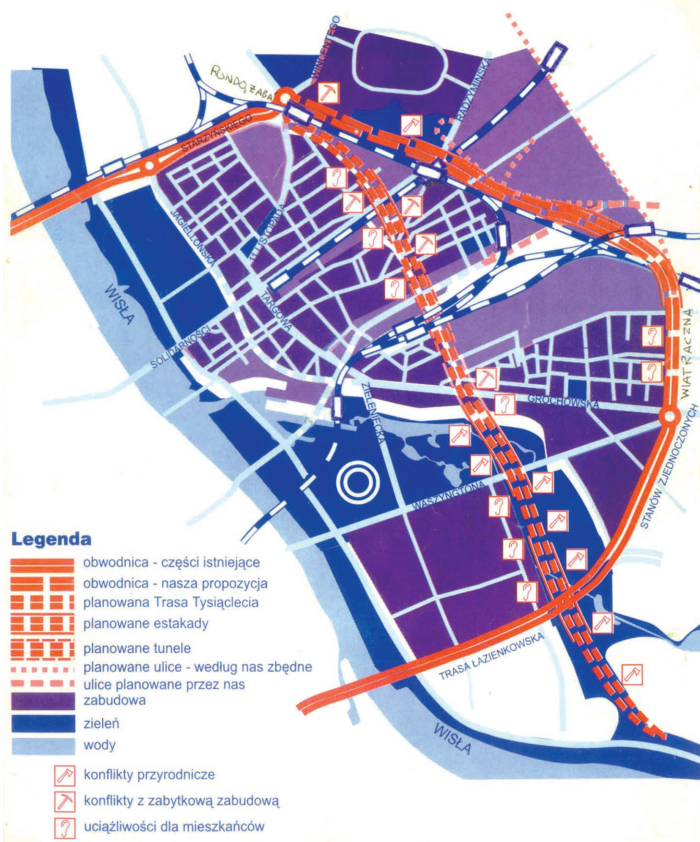 ODROWĄŻA
RADZYMIŃSKA
RONDO ŻABA
STARZYŃSKIEGO
JAGIELLOŃSKA
11 LISTOPADA
TARGOWA
WISŁA
SOLIDARNOŚCI
ZIELENIECKA
GROCHOWSKA
WIATRACZNA
WASZYNGTONA
STANÓW ZJEDNOCZONYCH
TRASA ŁAZIENKOWSKA
WISŁA
Legenda
obwodnica - części istniejące
obwodnica - nasza propozycja
planowana Trasa Tysiąclecia
planowane estakady
planowane tunele
planowane ulice - według nas zbędne
ulice planowane przez nas
zabudowa
zieleń
wody
konflikty przyrodnicze
konflikty z zabytkową zabudową
uciążliwości dla mieszkańców